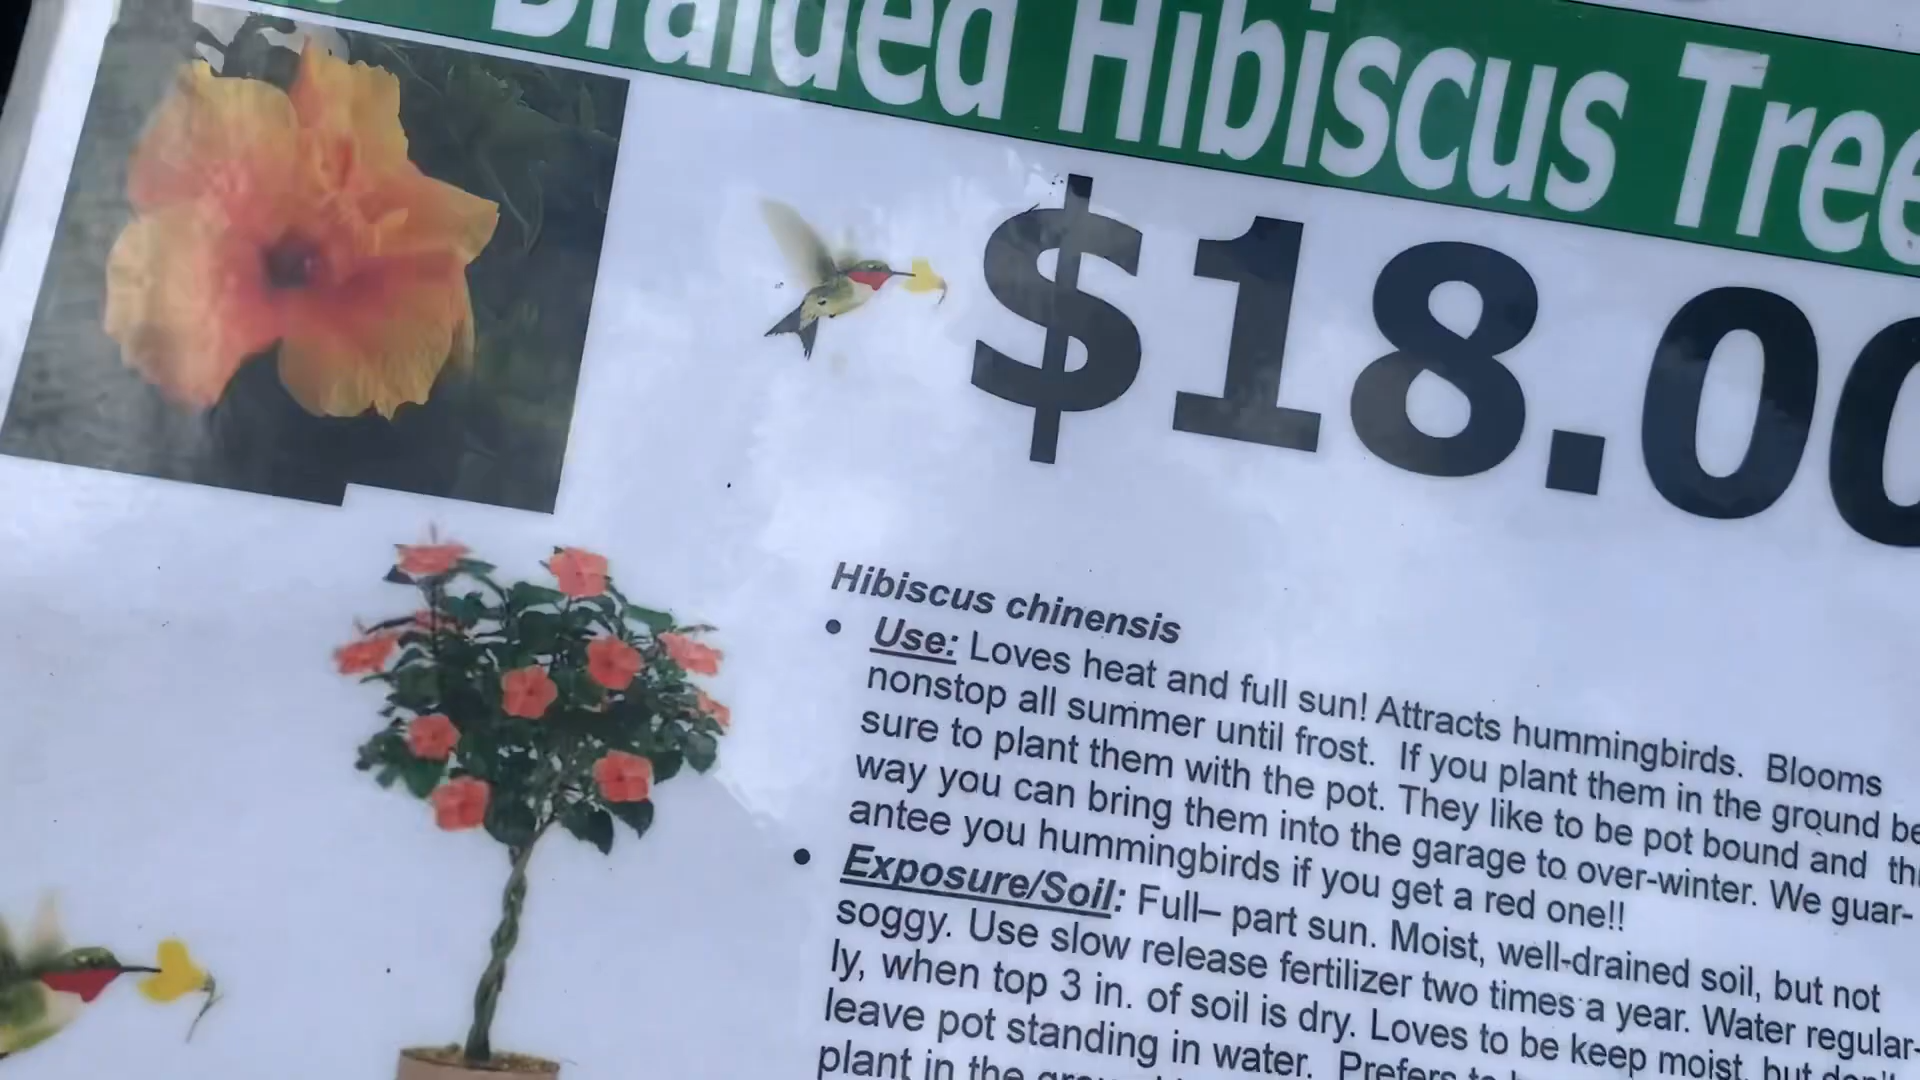 Braided Hibiscus Tree
$18.00
Hibiscus chinensis
• Use: Loves heat and full sun! Attracts hummingbirds. Blooms
nonstop all summer until frost. If you plant them in the ground be
sure to plant them with the pot. They like to be pot bound and
way you can bring them into the garage to over-winter. We guar-
antee you hummingbirds if you get a red one!!
• Exposure/Soil: Full– part sun. Moist, well-drained soil, but not
soggy. Use slow release fertilizer two times a year. Water regular-
ly, when top 3 in. of soil is dry. Loves to be keep moist, but don't
leave pot standing in water. Prefers
plant in the